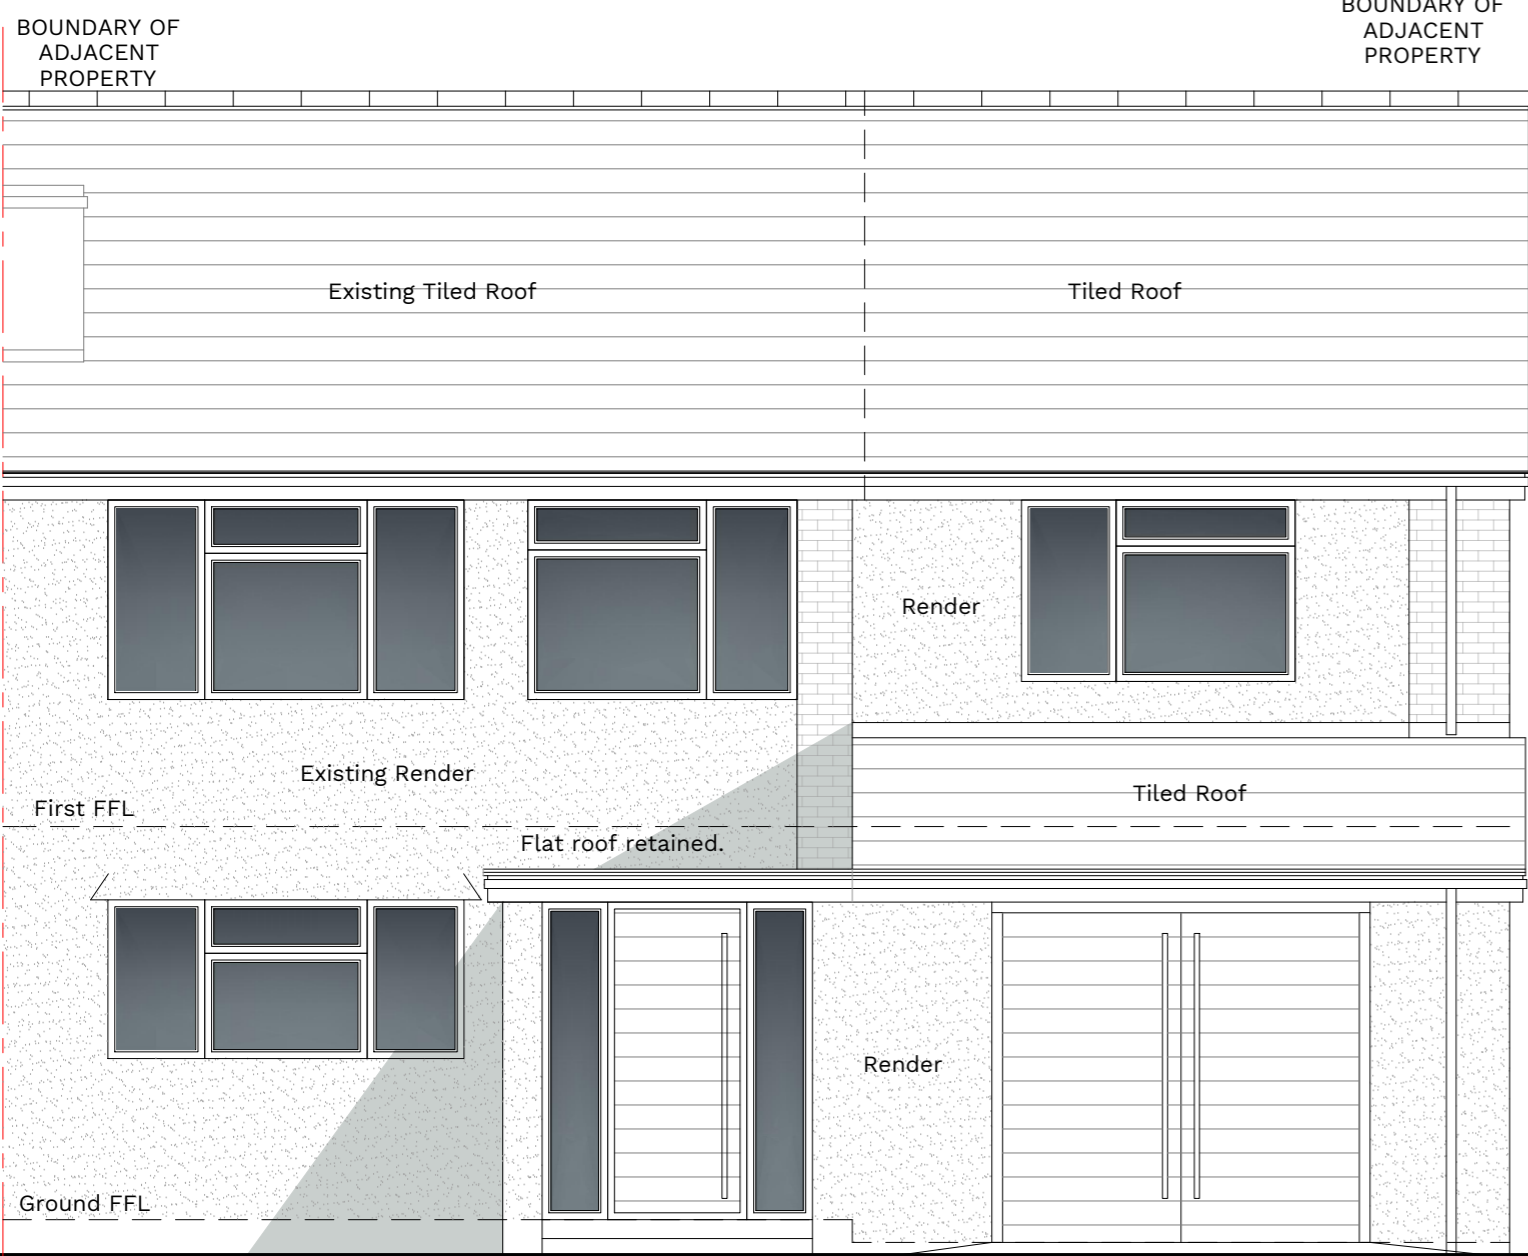 BOUNDARY OF
ADJACENT
PROPERTY
BOUNDARY OF
ADJACENT
PROPERTY
Existing Tiled Roof
Tiled Roof
Render
Existing Render
Tiled Roof
First FFL
Flat roof retained.
Render
Ground FFL